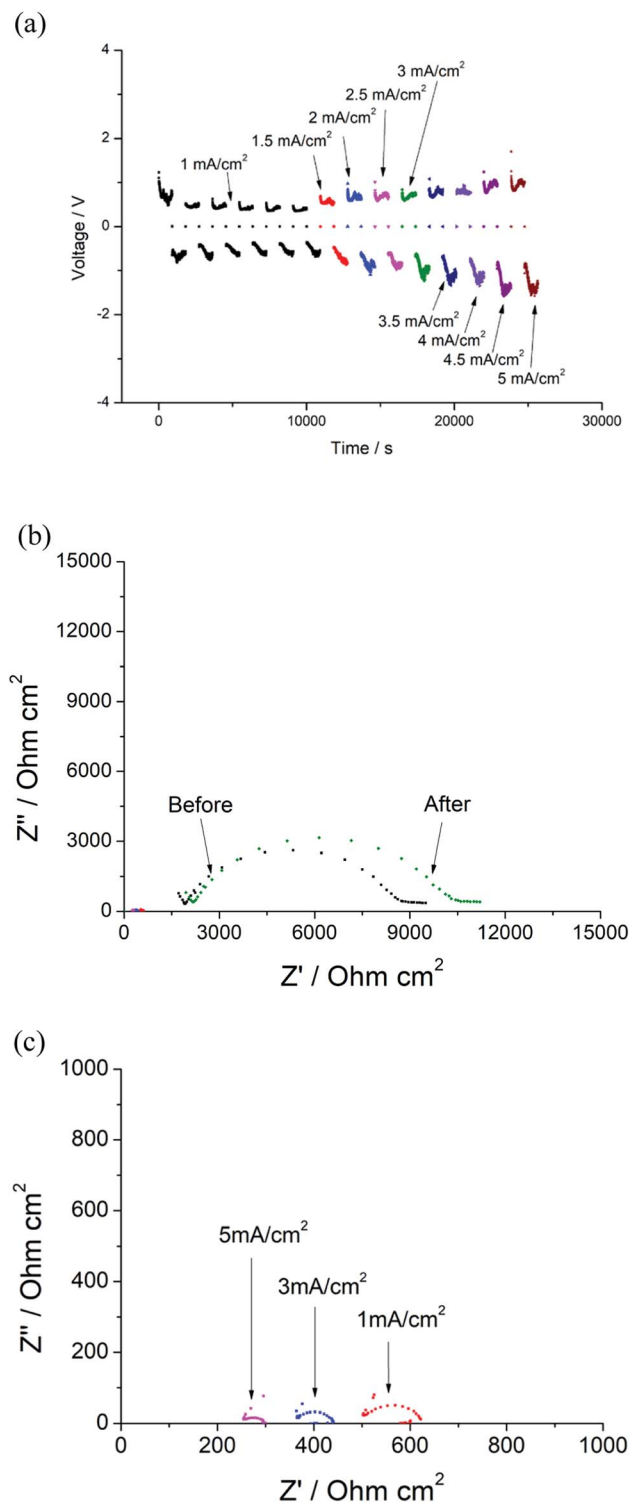 (a)
4
3 mA/cm²
2.5 mA/cm²
2 mA/cm²
1.5 mA/cm²
2
1 mA/cm²
Voltage / V
0
-2
3.5 mA/cm²
4 mA/cm²
4.5 mA/cm²
5 mA/cm²
-4
0 10000 20000 30000
Time / s
(b)
15000
12000
9000
Z" / Ohm cm²
6000
Before After
3000
0
0 3000 6000 9000 12000 15000
Z' / Ohm cm²
(c)
1000
800
600
Z" / Ohm cm²
5mA/cm²
400
3mA/cm²
1mA/cm²
200
0
0 200 400 600 800 1000
Z' / Ohm cm²